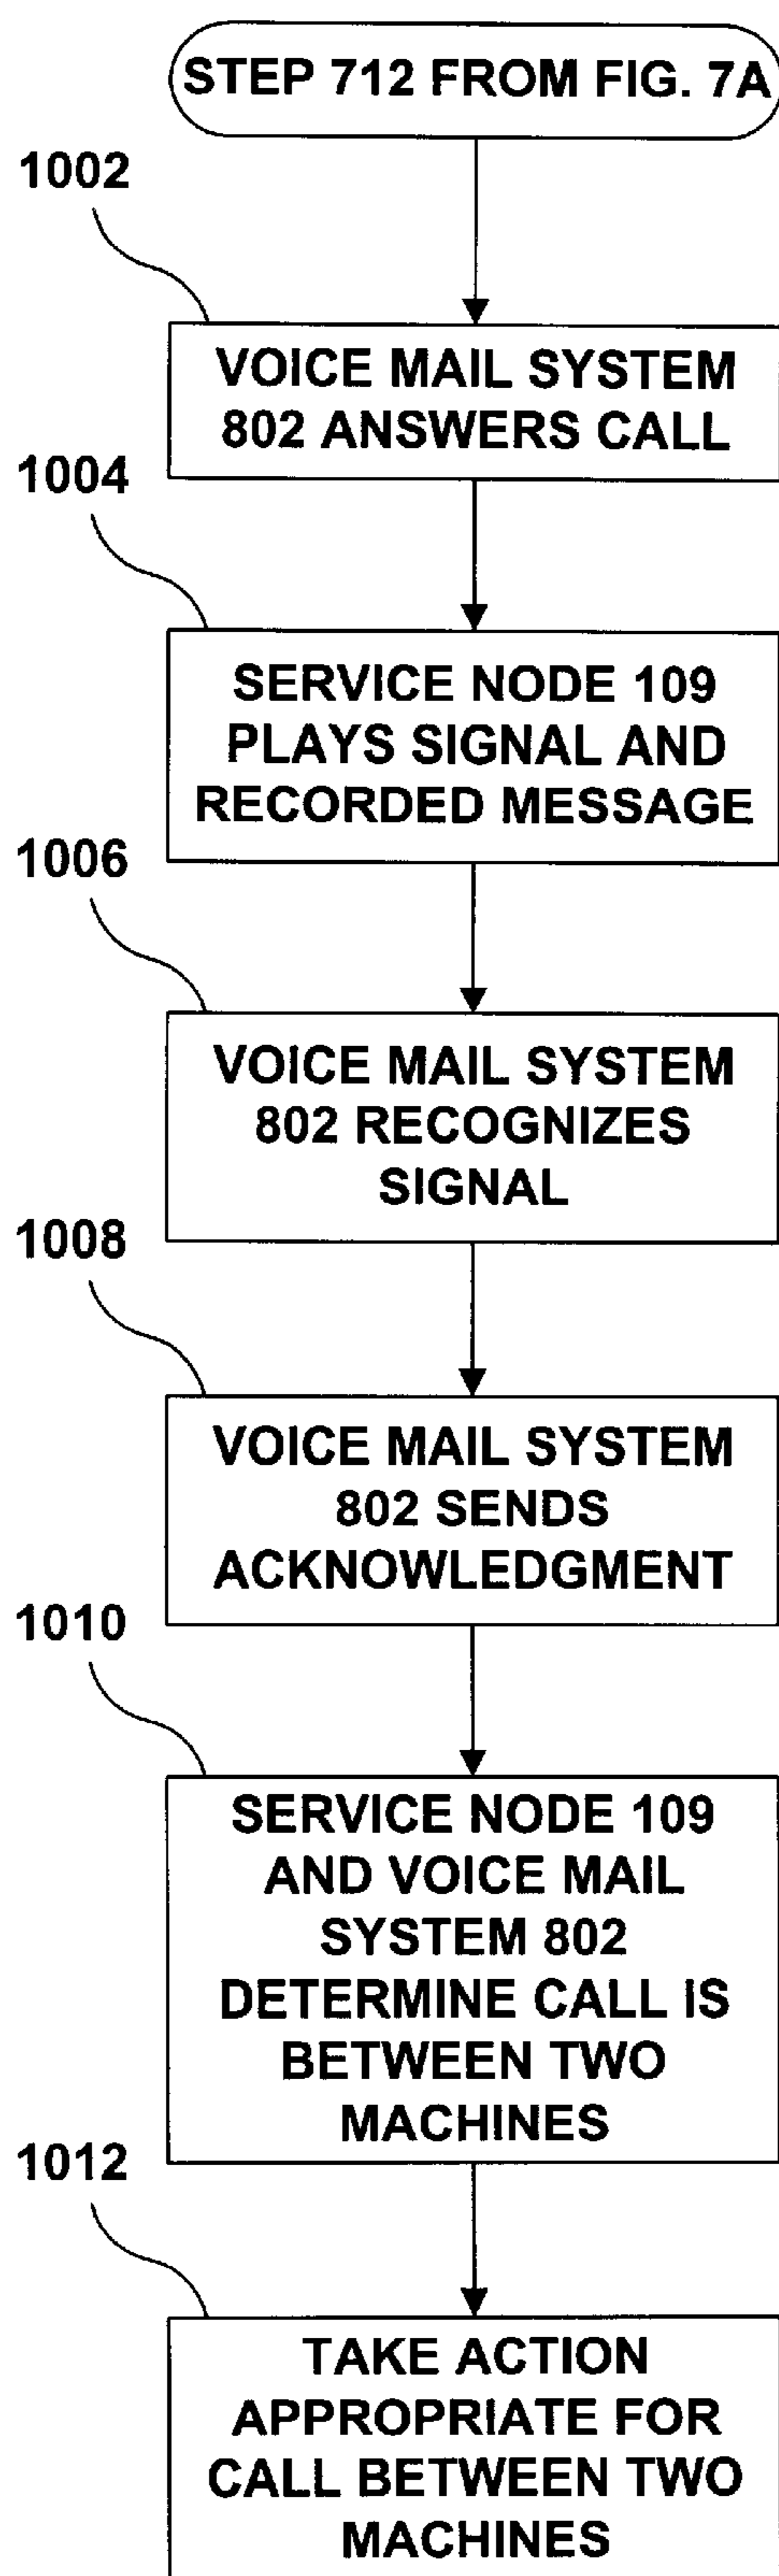 STEP 712 FROM FIG. 7A
1002
VOICE MAIL SYSTEM
802 ANSWERS CALL
1004
SERVICE NODE 109
PLAYS SIGNAL AND
RECORDED MESSAGE
1006
VOICE MAIL SYSTEM
802 RECOGNIZES
SIGNAL
1008
VOICE MAIL SYSTEM
802 SENDS
ACKNOWLEDGMENT
1010
SERVICE NODE 109
AND VOICE MAIL
SYSTEM 802
DETERMINE CALL IS
BETWEEN TWO
MACHINES
1012
TAKE ACTION
APPROPRIATE FOR
CALL BETWEEN TWO
MACHINES